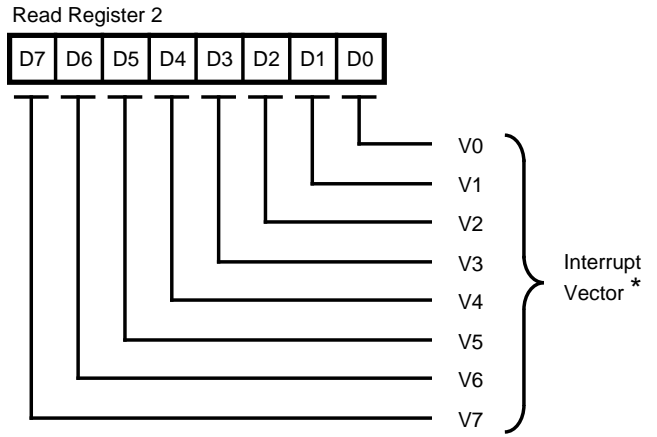 Read Register 2
D7 D6 D5 D4 D3 D2 D1 D0
V0
V1
V2
V3
V4
V5
V6
V7
Interrupt
Vector *